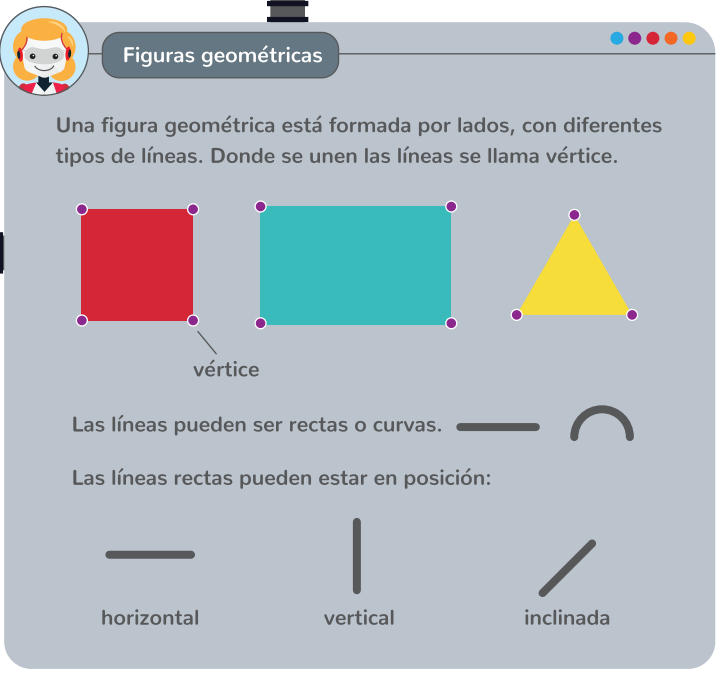 Figuras geométricas
Una figura geométrica está formada por lados, con diferentes
tipos de líneas. Donde se unen las líneas se llama vértice.
vértice
Las líneas pueden ser rectas o curvas.
Las líneas rectas pueden estar en posición:
horizontal
vertical
inclinada